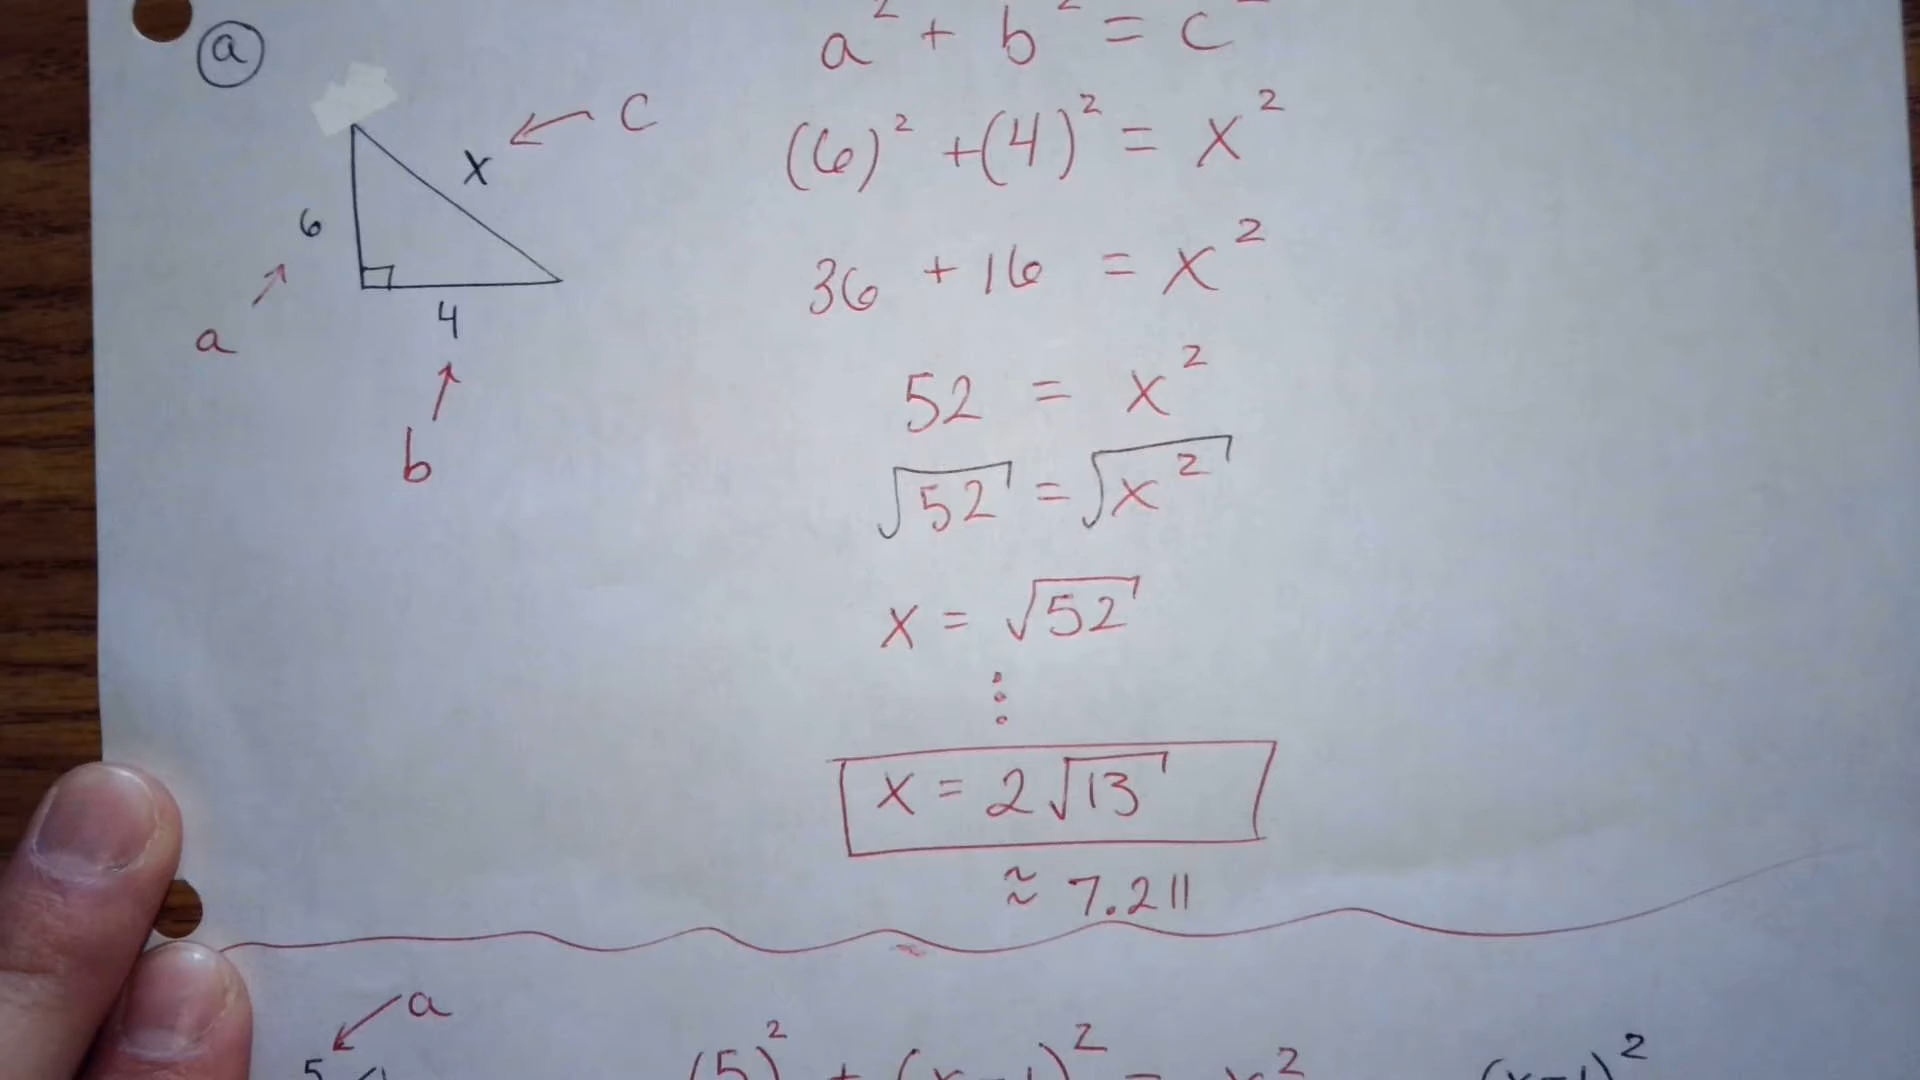 a
a² + b² = c²
x ← c
(6)² + (4)² = x²
6
36 + 16 = x²
4
a
52 = x²
b
√52 = √x²
x = √52
⋮
x = 2√13
≈ 7.211
a
5
(5)² + (x-1)² = x²
(x-1)²